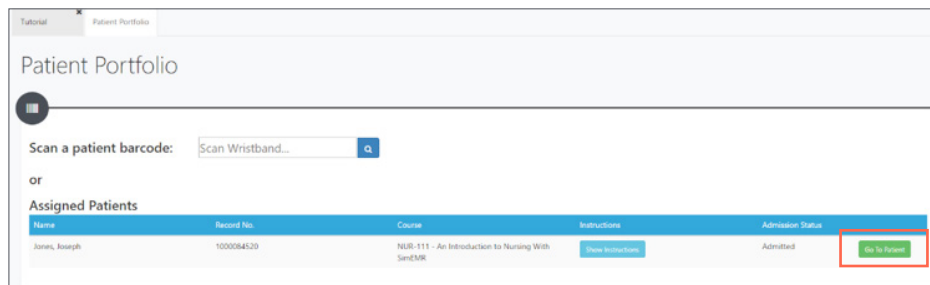 Tutorial
Patient Portfolio
Patient Portfolio
Scan a patient barcode: Scan Wristband...
or
Assigned Patients
Name Record No. Course Instructions Admission Status
Jones, Joseph 1000084520 NUR-111 - An Introduction to Nursing With Show Instructions Admitted Go To Patient
SimEMR